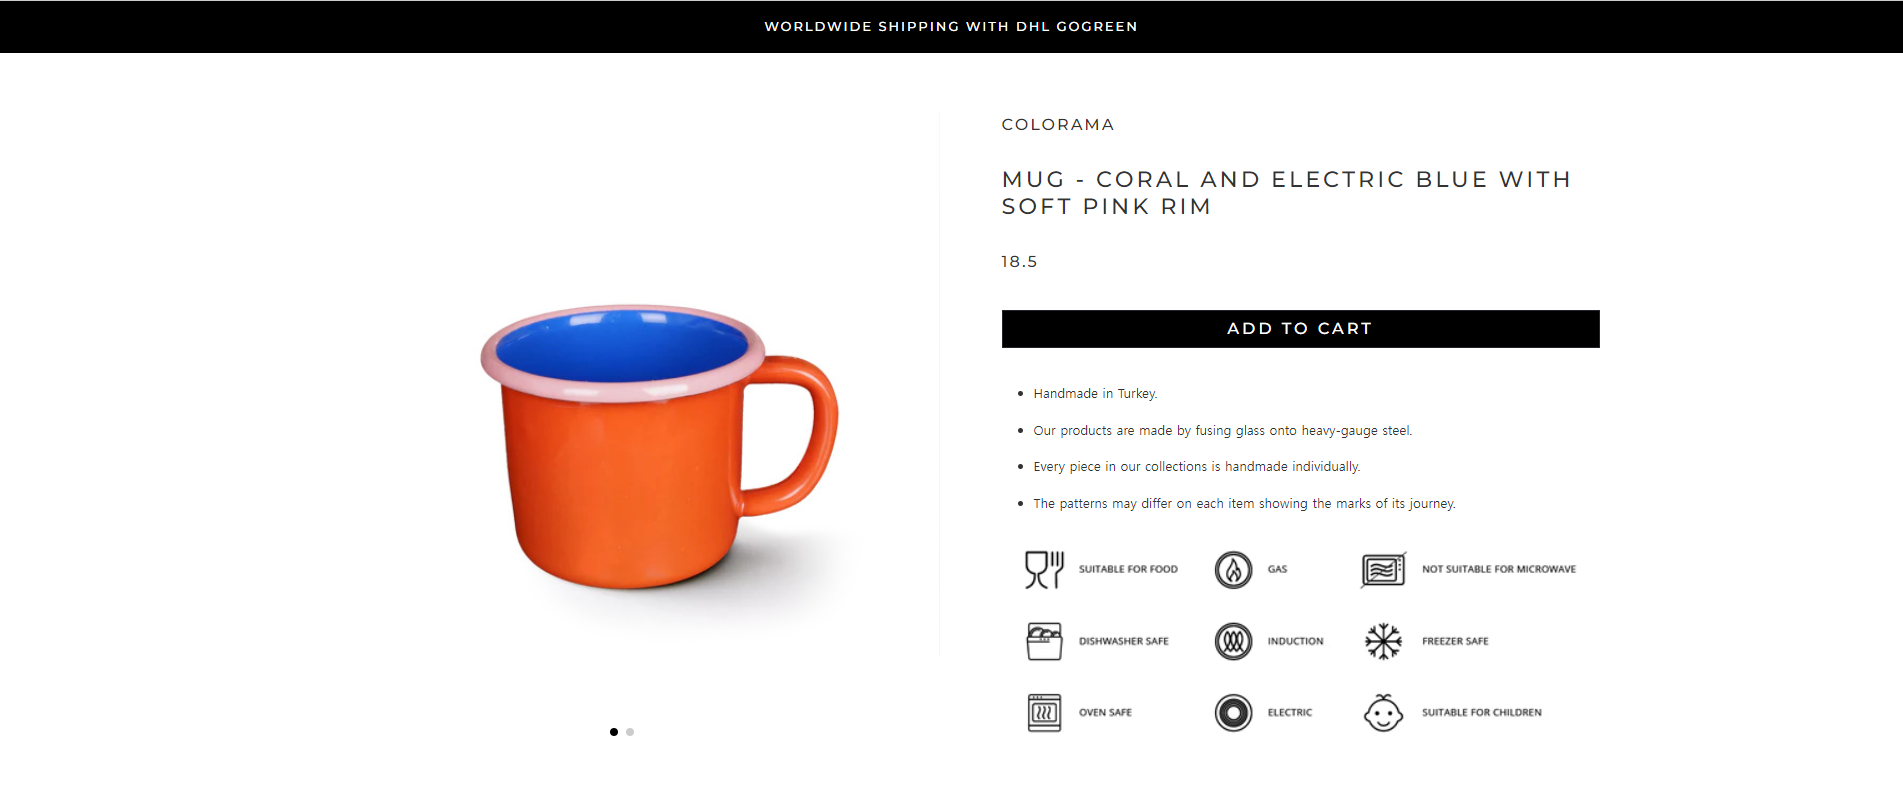 WORLDWIDE SHIPPING WITH DHL GOGREEN
COLORAMA
MUG - CORAL AND ELECTRIC BLUE WITH
SOFT PINK RIM
18.5
ADD TO CART
Handmade in Turkey.
Our products are made by fusing glass onto heavy-gauge steel.
Every piece in our collections is handmade individually.
The patterns may differ on each item showing the marks of its journey.
SUITABLE FOR FOOD
GAS
NOT SUITABLE FOR MICROWAVE
DISHWASHER SAFE
INDUCTION
FREEZER SAFE
OVEN SAFE
ELECTRIC
SUITABLE FOR CHILDREN